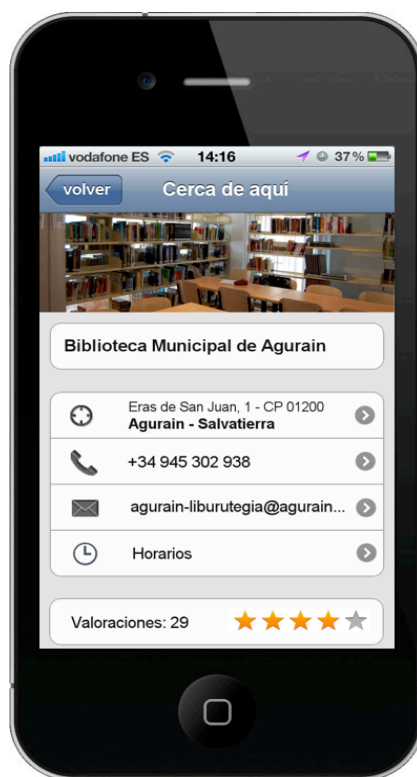 vodafone ES 14:16 37%
volver Cerca de aquí
Biblioteca Municipal de Agurain
Eras de San Juan, 1 - CP 01200
Agurain - Salvatierra
+34 945 302 938
agurain-liburutegia@agurain...
Horarios
Valoraciones: 29